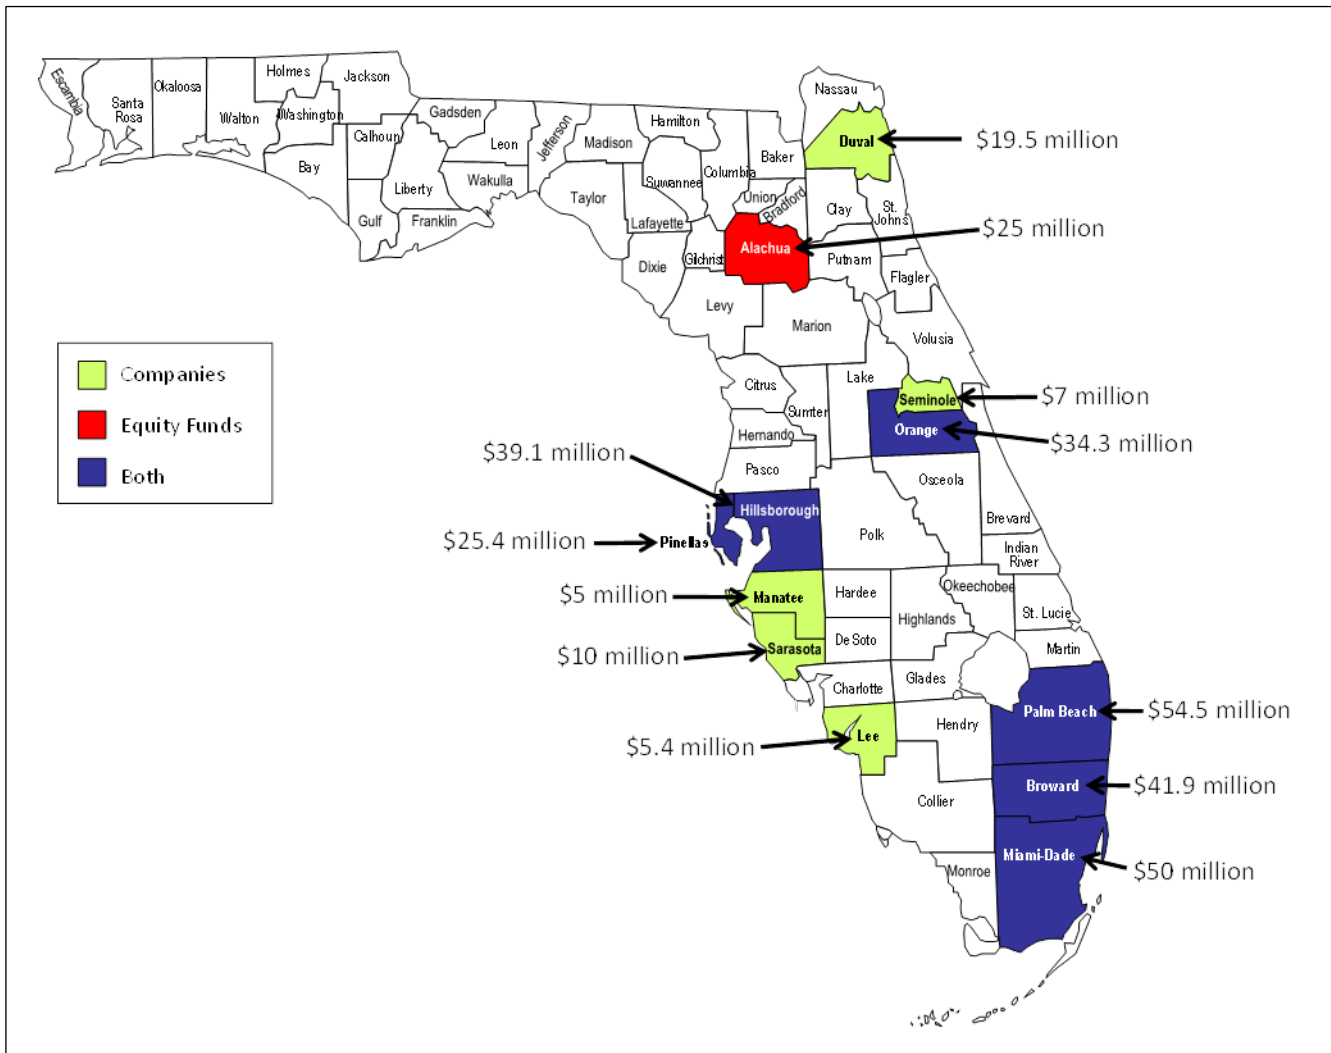 Escambia
Santa
Rosa
Okaloosa
Walton
Holmes
Washington
Jackson
Bay
Calhoun
Gulf
Gadsden
Liberty
Franklin
Leon
Wakulla
Jefferson
Madison
Taylor
Hamilton
Suwannee
Lafayette
Dixie
Columbia
Gilchrist
Baker
Union
Bradford
Nassau
Duval
$19.5 million
Clay
St.
Johns
Alachua
$25 million
Putnam
Flagler
Levy
Marion
Volusia
Companies
Equity Funds
Both
Citrus
Lake
Sumter
Seminole
$7 million
Orange
$34.3 million
Hernando
$39.1 million
Pasco
Osceola
Hillsborough
Brevard
$25.4 million
Pinellas
Polk
Indian
River
$5 million
Manatee
Hardee
Okeechobee
Highlands
St. Lucie
$10 million
Sarasota
De Soto
Martin
Charlotte
Glades
$5.4 million
Lee
Hendry
Palm Beach
$54.5 million
Collier
Broward
$41.9 million
Miami-Dade
$50 million
Monroe